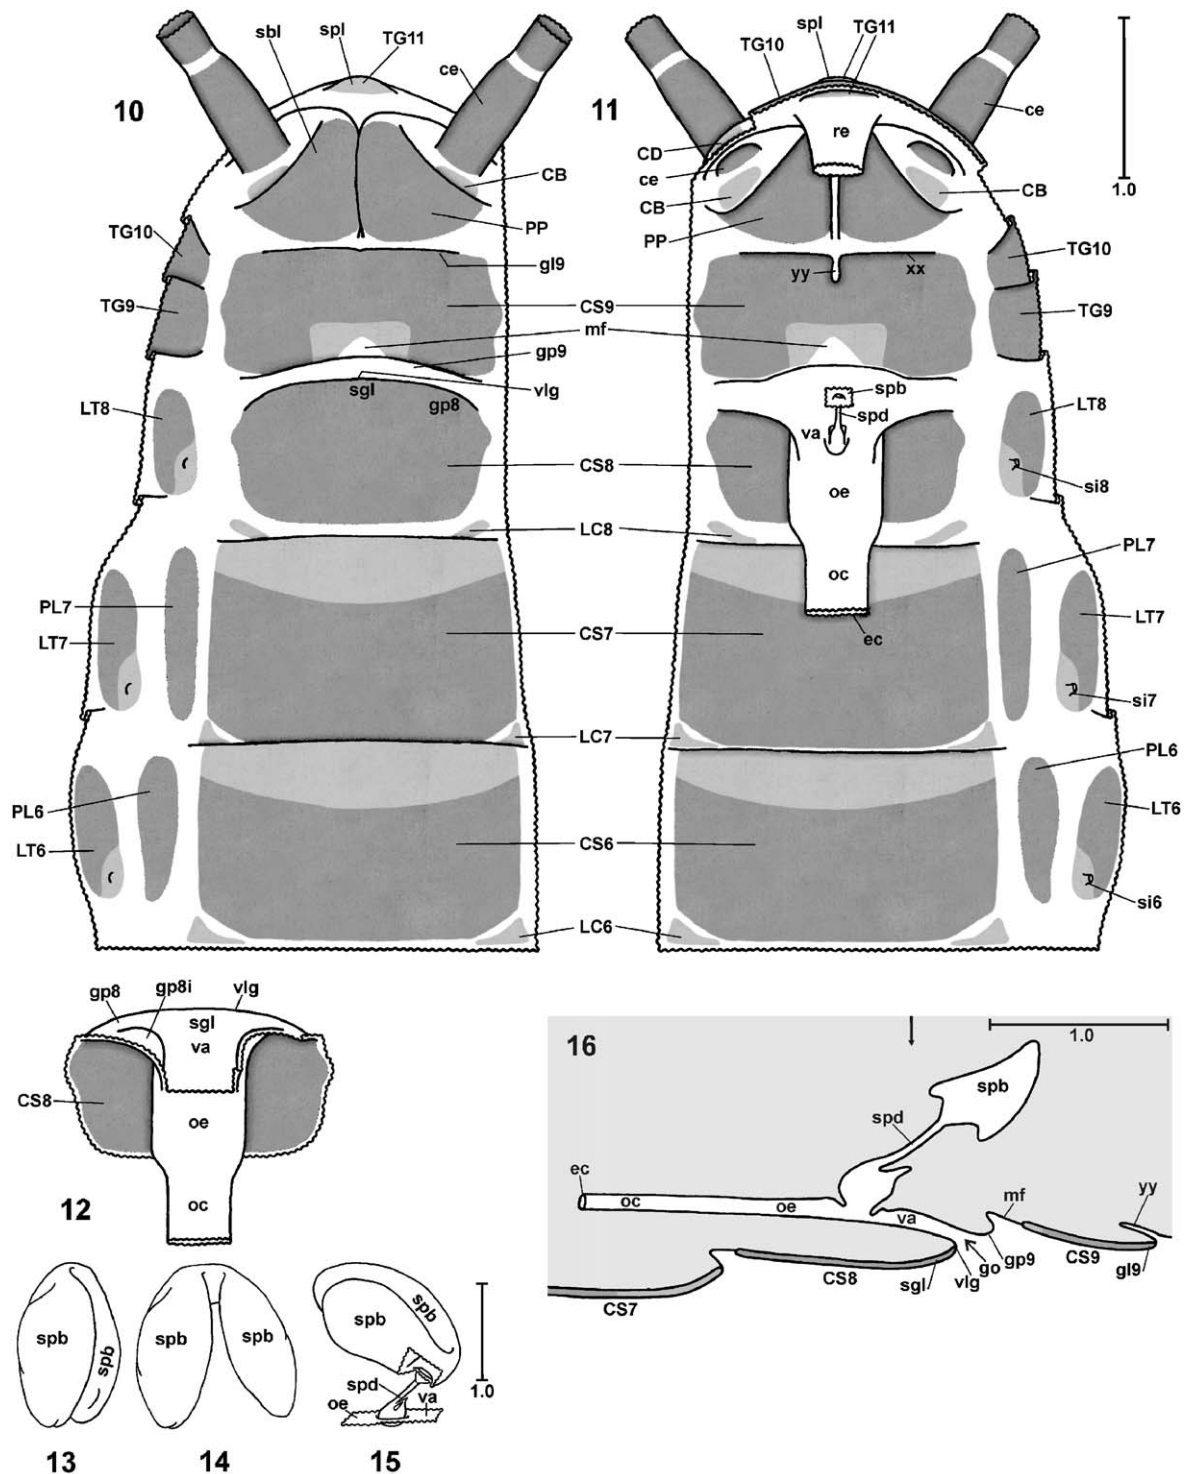 10
sbl
spl
TG11
ce
CB
PP
TG10
gl9
TG9
CS9
mf
gp9
vlg
sgl
gp8
LT8
CS8
LC8
PL7
LT7
CS7
LC7
PL6
LT6
CS6
LC6
11
TG10
spl
TG11
1.0
ce
re
CD
ce
CB
CB
PP
TG10
yy
xx
TG9
spb
spd
va
LT8
oe
si8
PL7
oc
LT7
ec
si7
PL6
LT6
si6
12
gp8
gp8i
vlg
sgl
va
CS8
oe
oc
16
1.0
spb
spd
ec
oc
oe
va
mf
yy
CS7
CS8
sgl
vlg
go
gp9
CS9
gl9
spb
spb
13
spb
spb
14
spb
spb
spd
oe
va
1.0
15